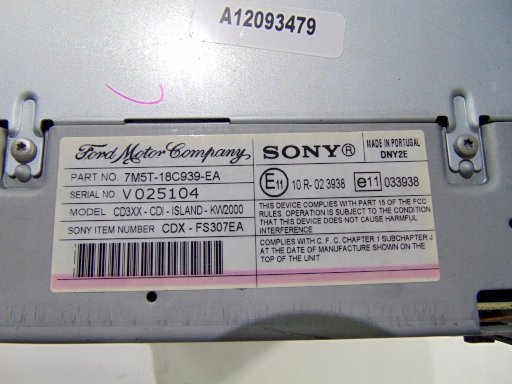 A12093479
Ford Motor Company
PART NO. 7M5T-18C939-EA
SERIAL NO. V025104
MODEL CD3XX - CDI - ISLAND - KW2000
SONY ITEM NUMBER CDX - FS307EA
SONY®
MADE IN PORTUGAL
DNY2E
E11 10 R- 02 3938
e11 033938
THIS DEVICE COMPLIES WITH PART 15 OF THE FCC
RULES. OPERATION IS SUBJECT TO THE CONDITION
THAT THIS DEVICE DOES NOT CAUSE HARMFUL
INTERFERENCE
COMPLIES WITH C. F. C. CHAPTER 1 SUBCHAPTER J
AT THE DATE OF MANUFACTURE SHOWN ON THE
TOP OF THE UNIT